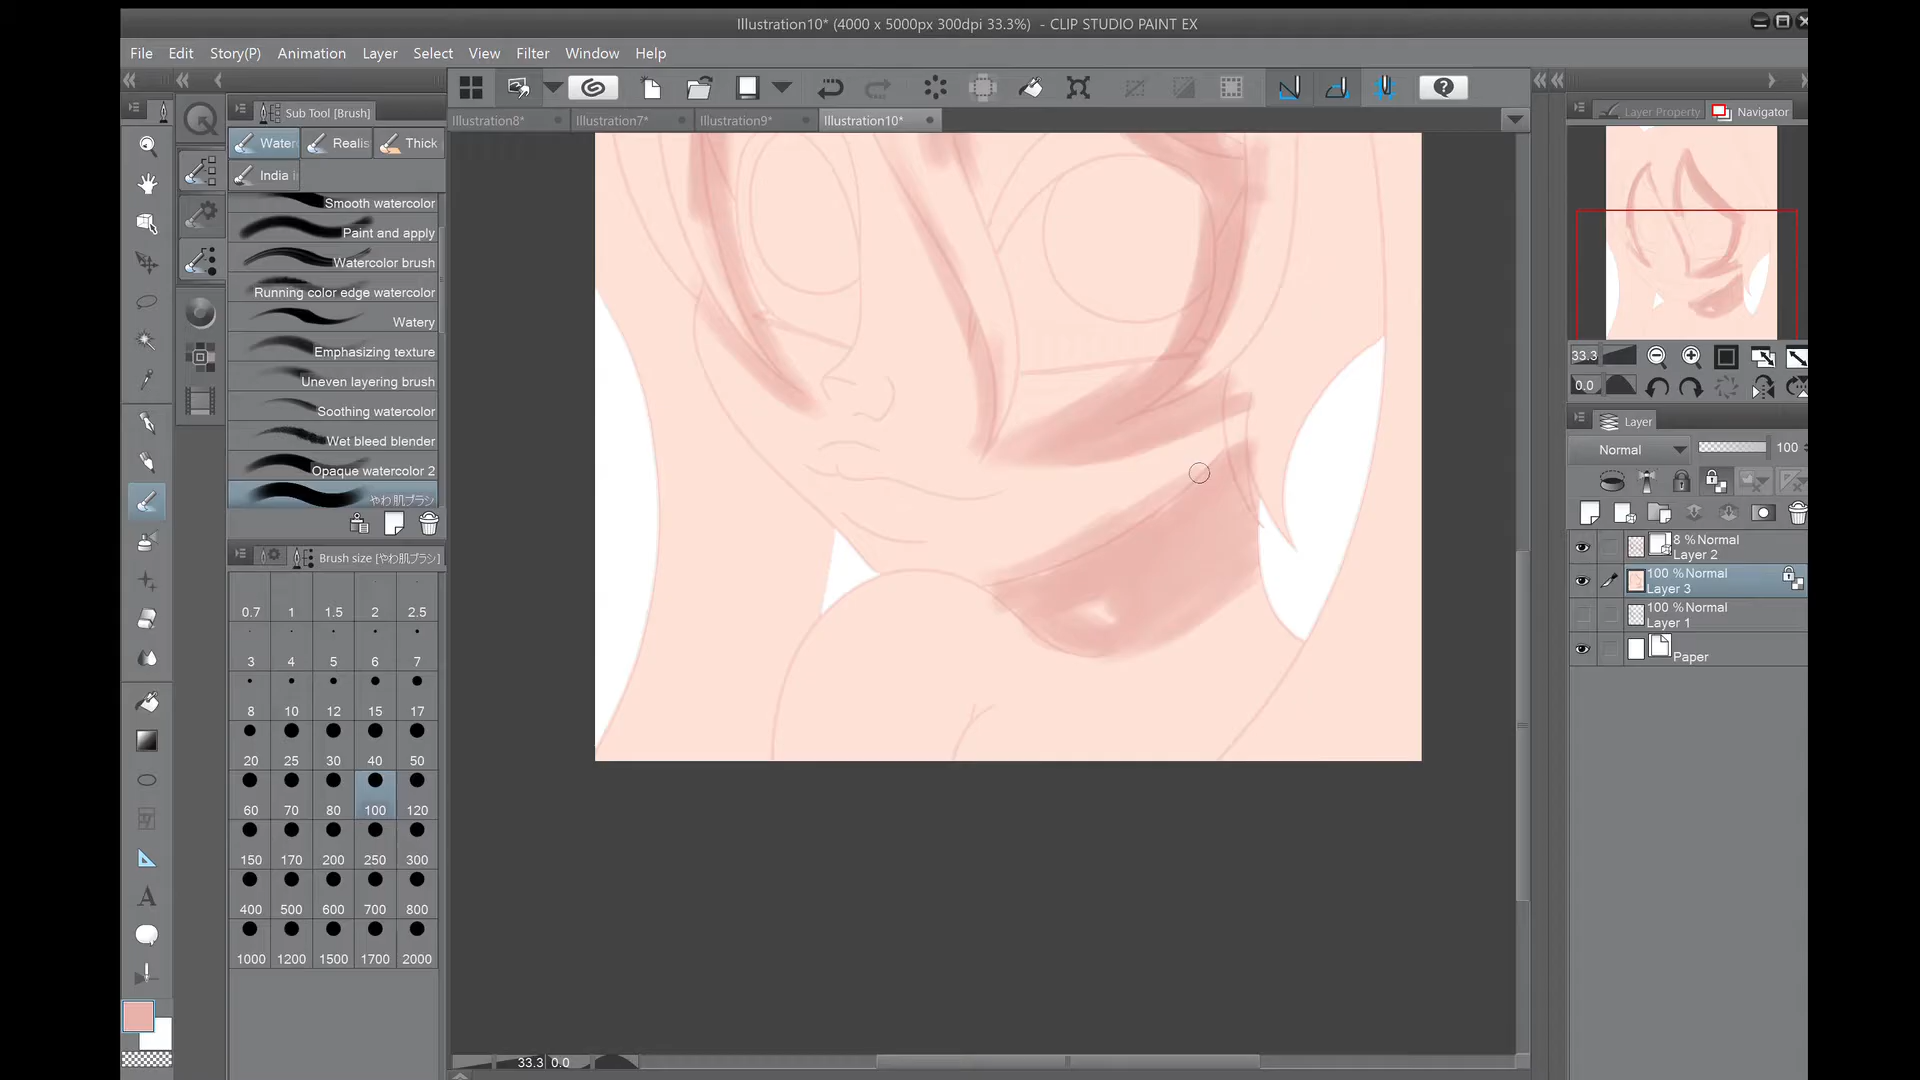 Illustration10* (4000 x 5000px 300dpi 33.3%) - CLIP STUDIO PAINT EX
File Edit Story(P) Animation Layer Select View Filter Window Help
Sub Tool [Brush]
Water Realis Thick
India
Illustration8* Illustration7* Illustration9* Illustration10*
Layer Property Navigator
Smooth watercolor
Paint and apply
Watercolor brush
Running color edge watercolor
Watery
Emphasizing texture
Uneven layering brush
Soothing watercolor
Wet bleed blender
Opaque watercolor 2
やわ肌ブラシ
Brush size [やわ肌ブラシ]
0.7 1 1.5 2 2.5
3 4 5 6 7
8 10 12 15 17
20 25 30 40 50
60 70 80 100 120
150 170 200 250 300
400 500 600 700 800
1000 1200 1500 1700 2000
33.3 0.0
33.3
0.0
Layer
Normal 100
8 %Normal
Layer 2
100 %Normal
Layer 3
100 %Normal
Layer 1
Paper